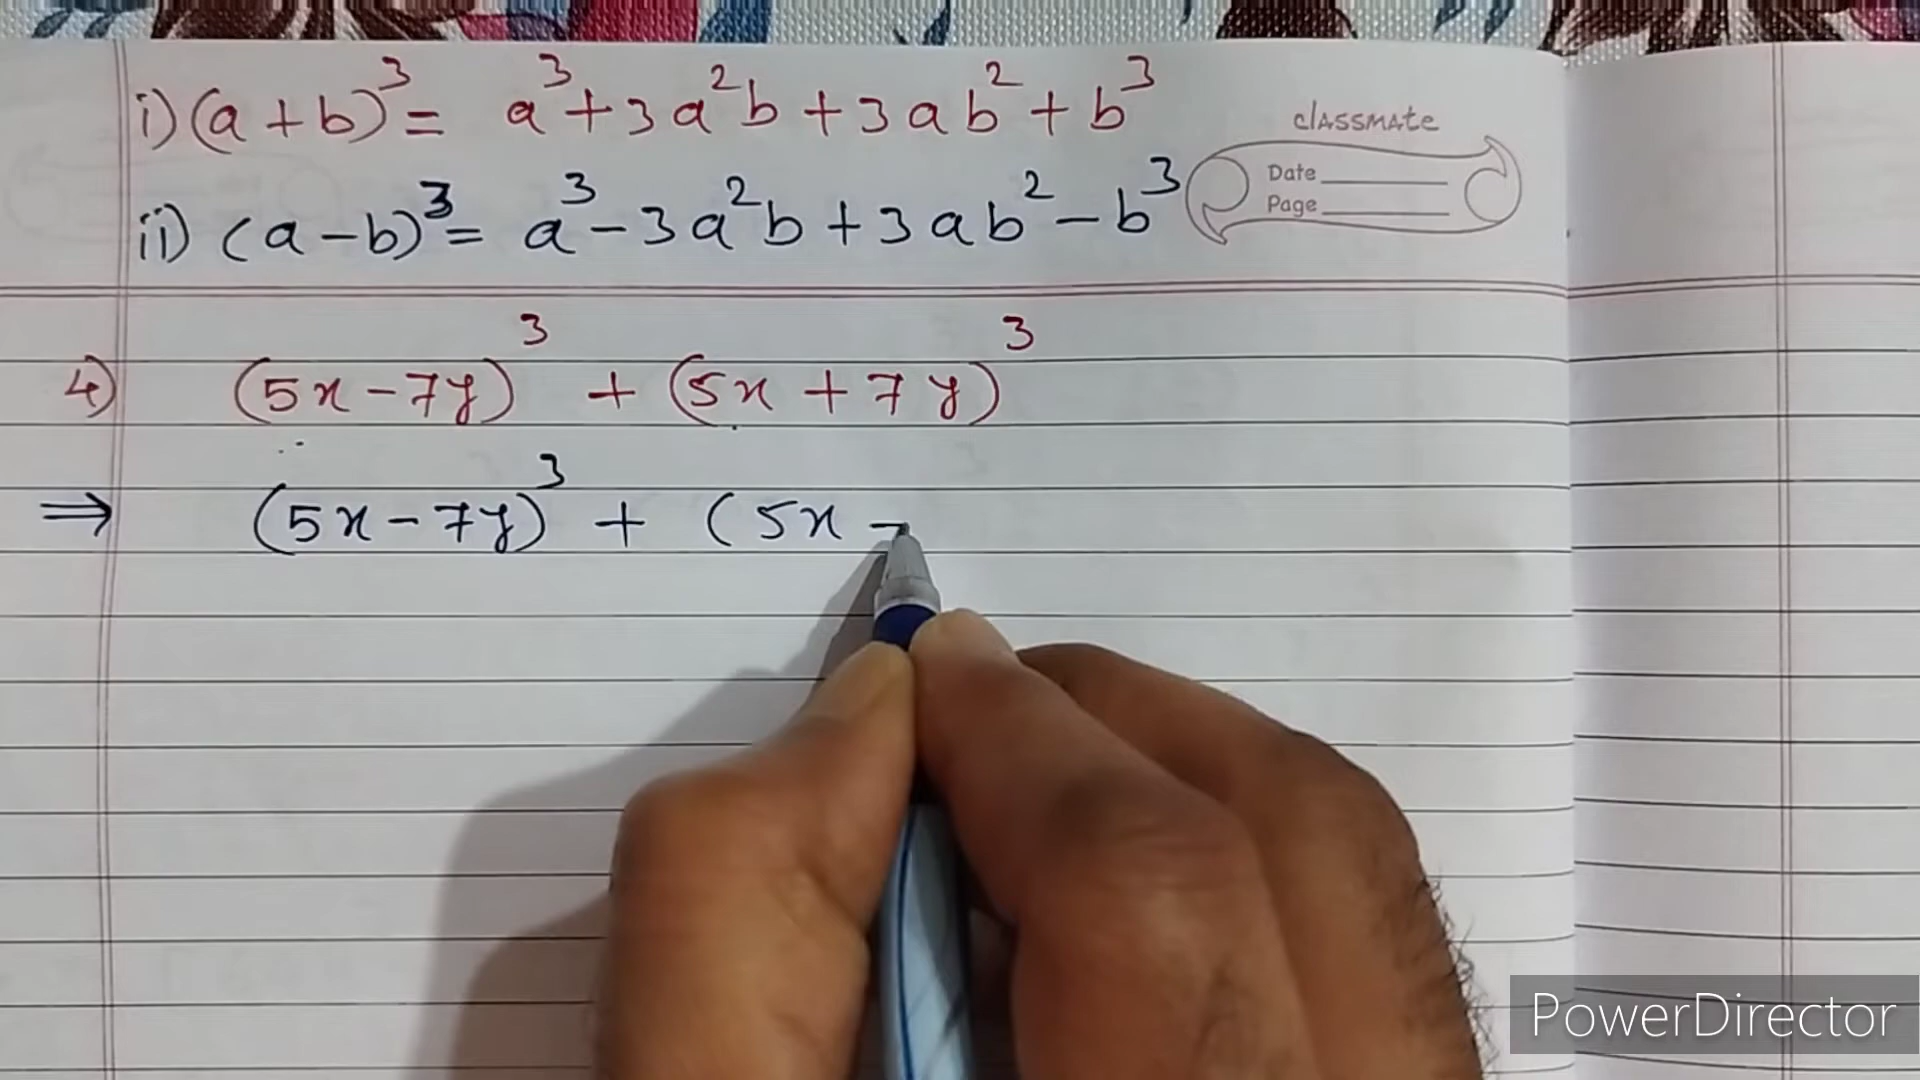 i) (a + b)³ = a³ + 3a²b + 3ab² + b³
classmate
Date
Page
ii) (a - b)³ = a³ - 3a²b + 3ab² - b³
4) (5x - 7y)³ + (5x + 7y)³
⇒ (5x - 7y)³ + (5x -
PowerDirector